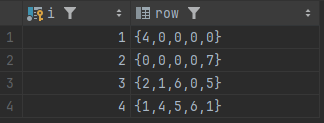 i row
1 1 {4,0,0,0,0}
2 2 {0,0,0,0,7}
3 3 {2,1,6,0,5}
4 4 {1,4,5,6,1}